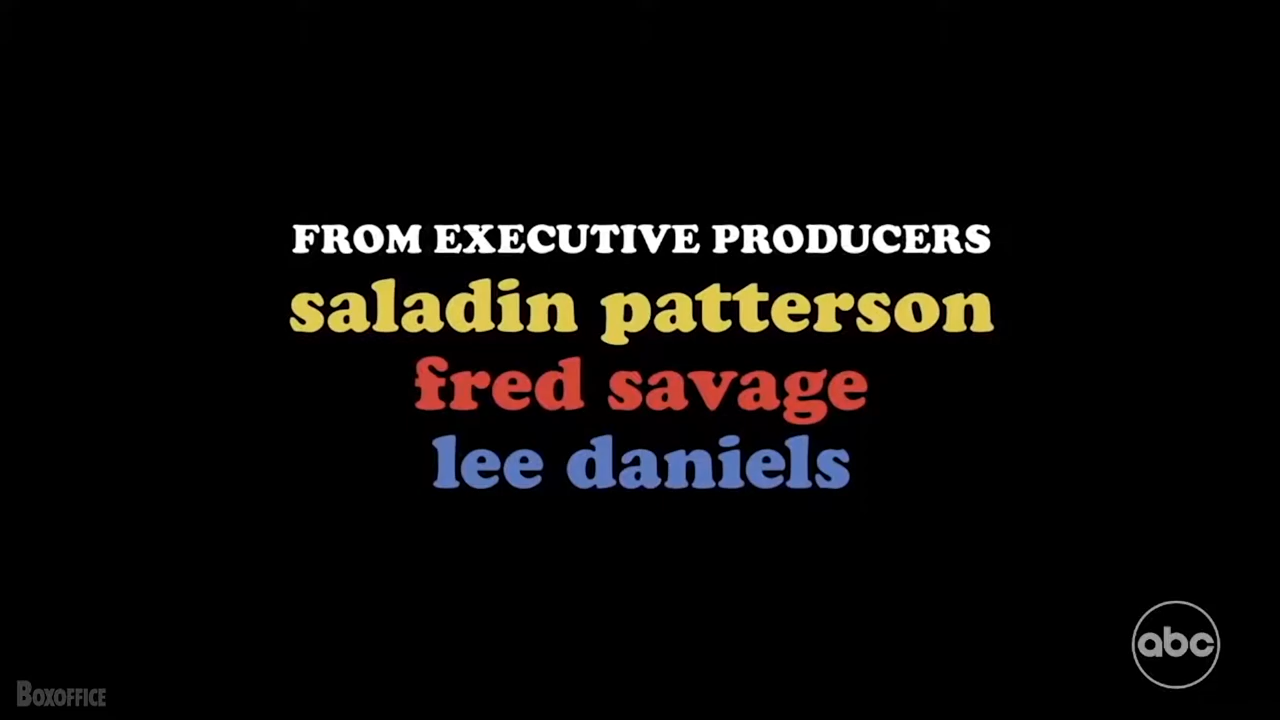 FROM EXECUTIVE PRODUCERS
saladin patterson
fred savage
lee daniels
abc
BOXOFFICE